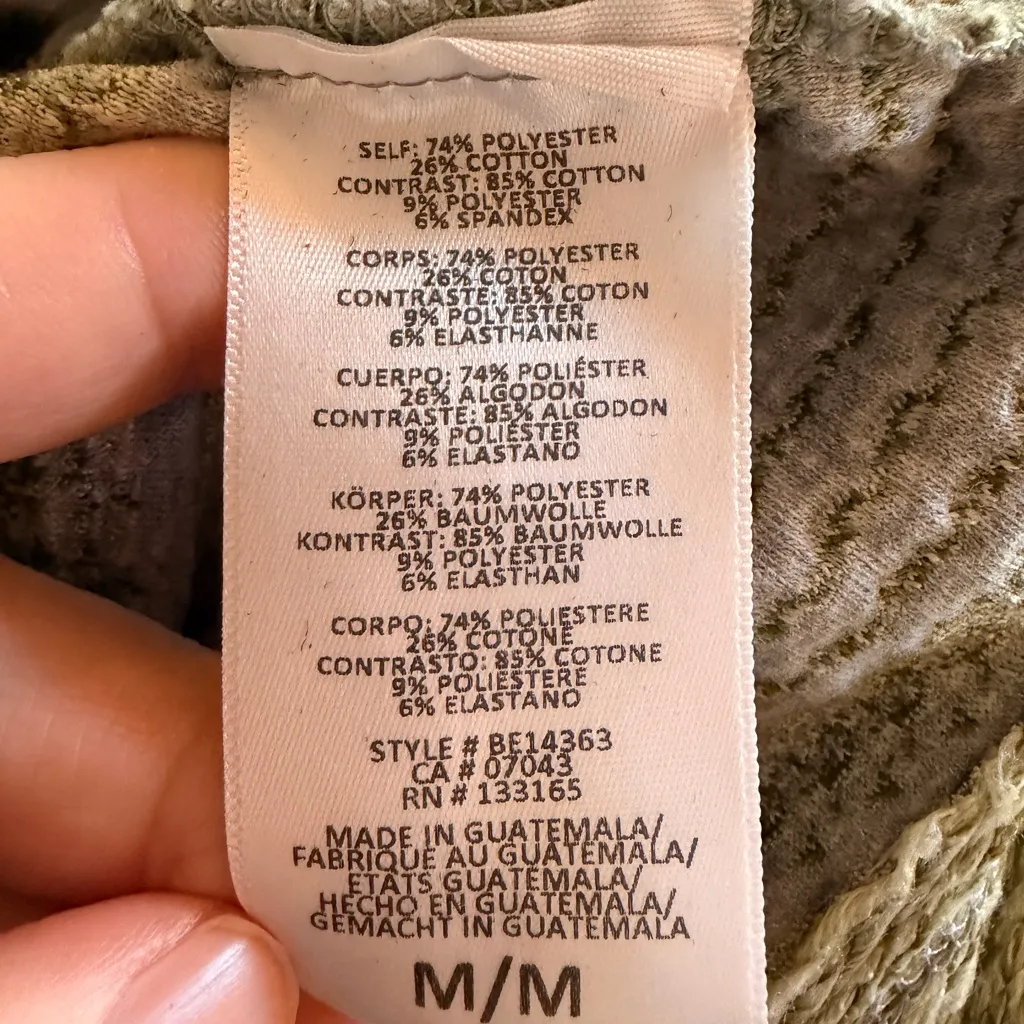 SELF: 74% POLYESTER
26% COTTON
CONTRAST: 85% COTTON
9% POLYESTER
6% SPANDEX
CORPS: 74% POLYESTER
26% COTON
CONTRASTE: 85% COTON
9% POLYESTER
6% ELASTHANNE
CUERPO: 74% POLIÉSTER
26% ALGODON
CONTRASTE: 85% ALGODON
9% POLIESTER
6% ELASTANO
KÖRPER: 74% POLYESTER
26% BAUMWOLLE
KONTRAST: 85% BAUMWOLLE
9% POLYESTER
6% ELASTHAN
CORPO: 74% POLIESTERE
26% COTONE
CONTRASTO: 85% COTONE
9% POLIESTERE
6% ELASTANO
STYLE # BE14363
CA # 07043
RN # 133165
MADE IN GUATEMALA/
FABRIQUE AU GUATEMALA/
ETATS GUATEMALA/
HECHO EN GUATEMALA/
GEMACHT IN GUATEMALA
M/M